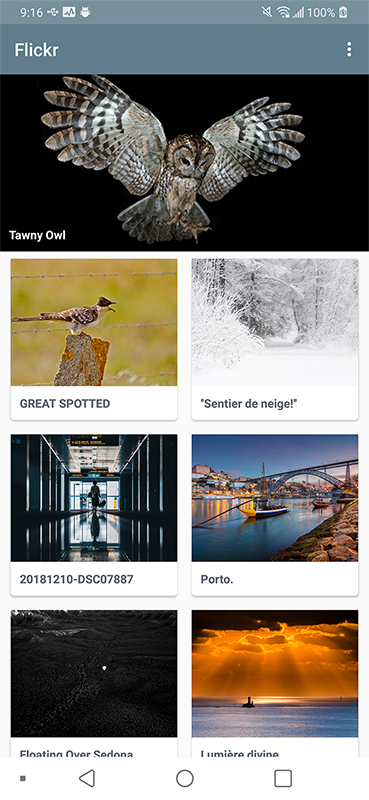 9:16
100%
Flickr
Tawny Owl
GREAT SPOTTED
"Sentier de neige!"
20181210-DSC07887
Porto.
Floating Over Sedona
Lumière divine